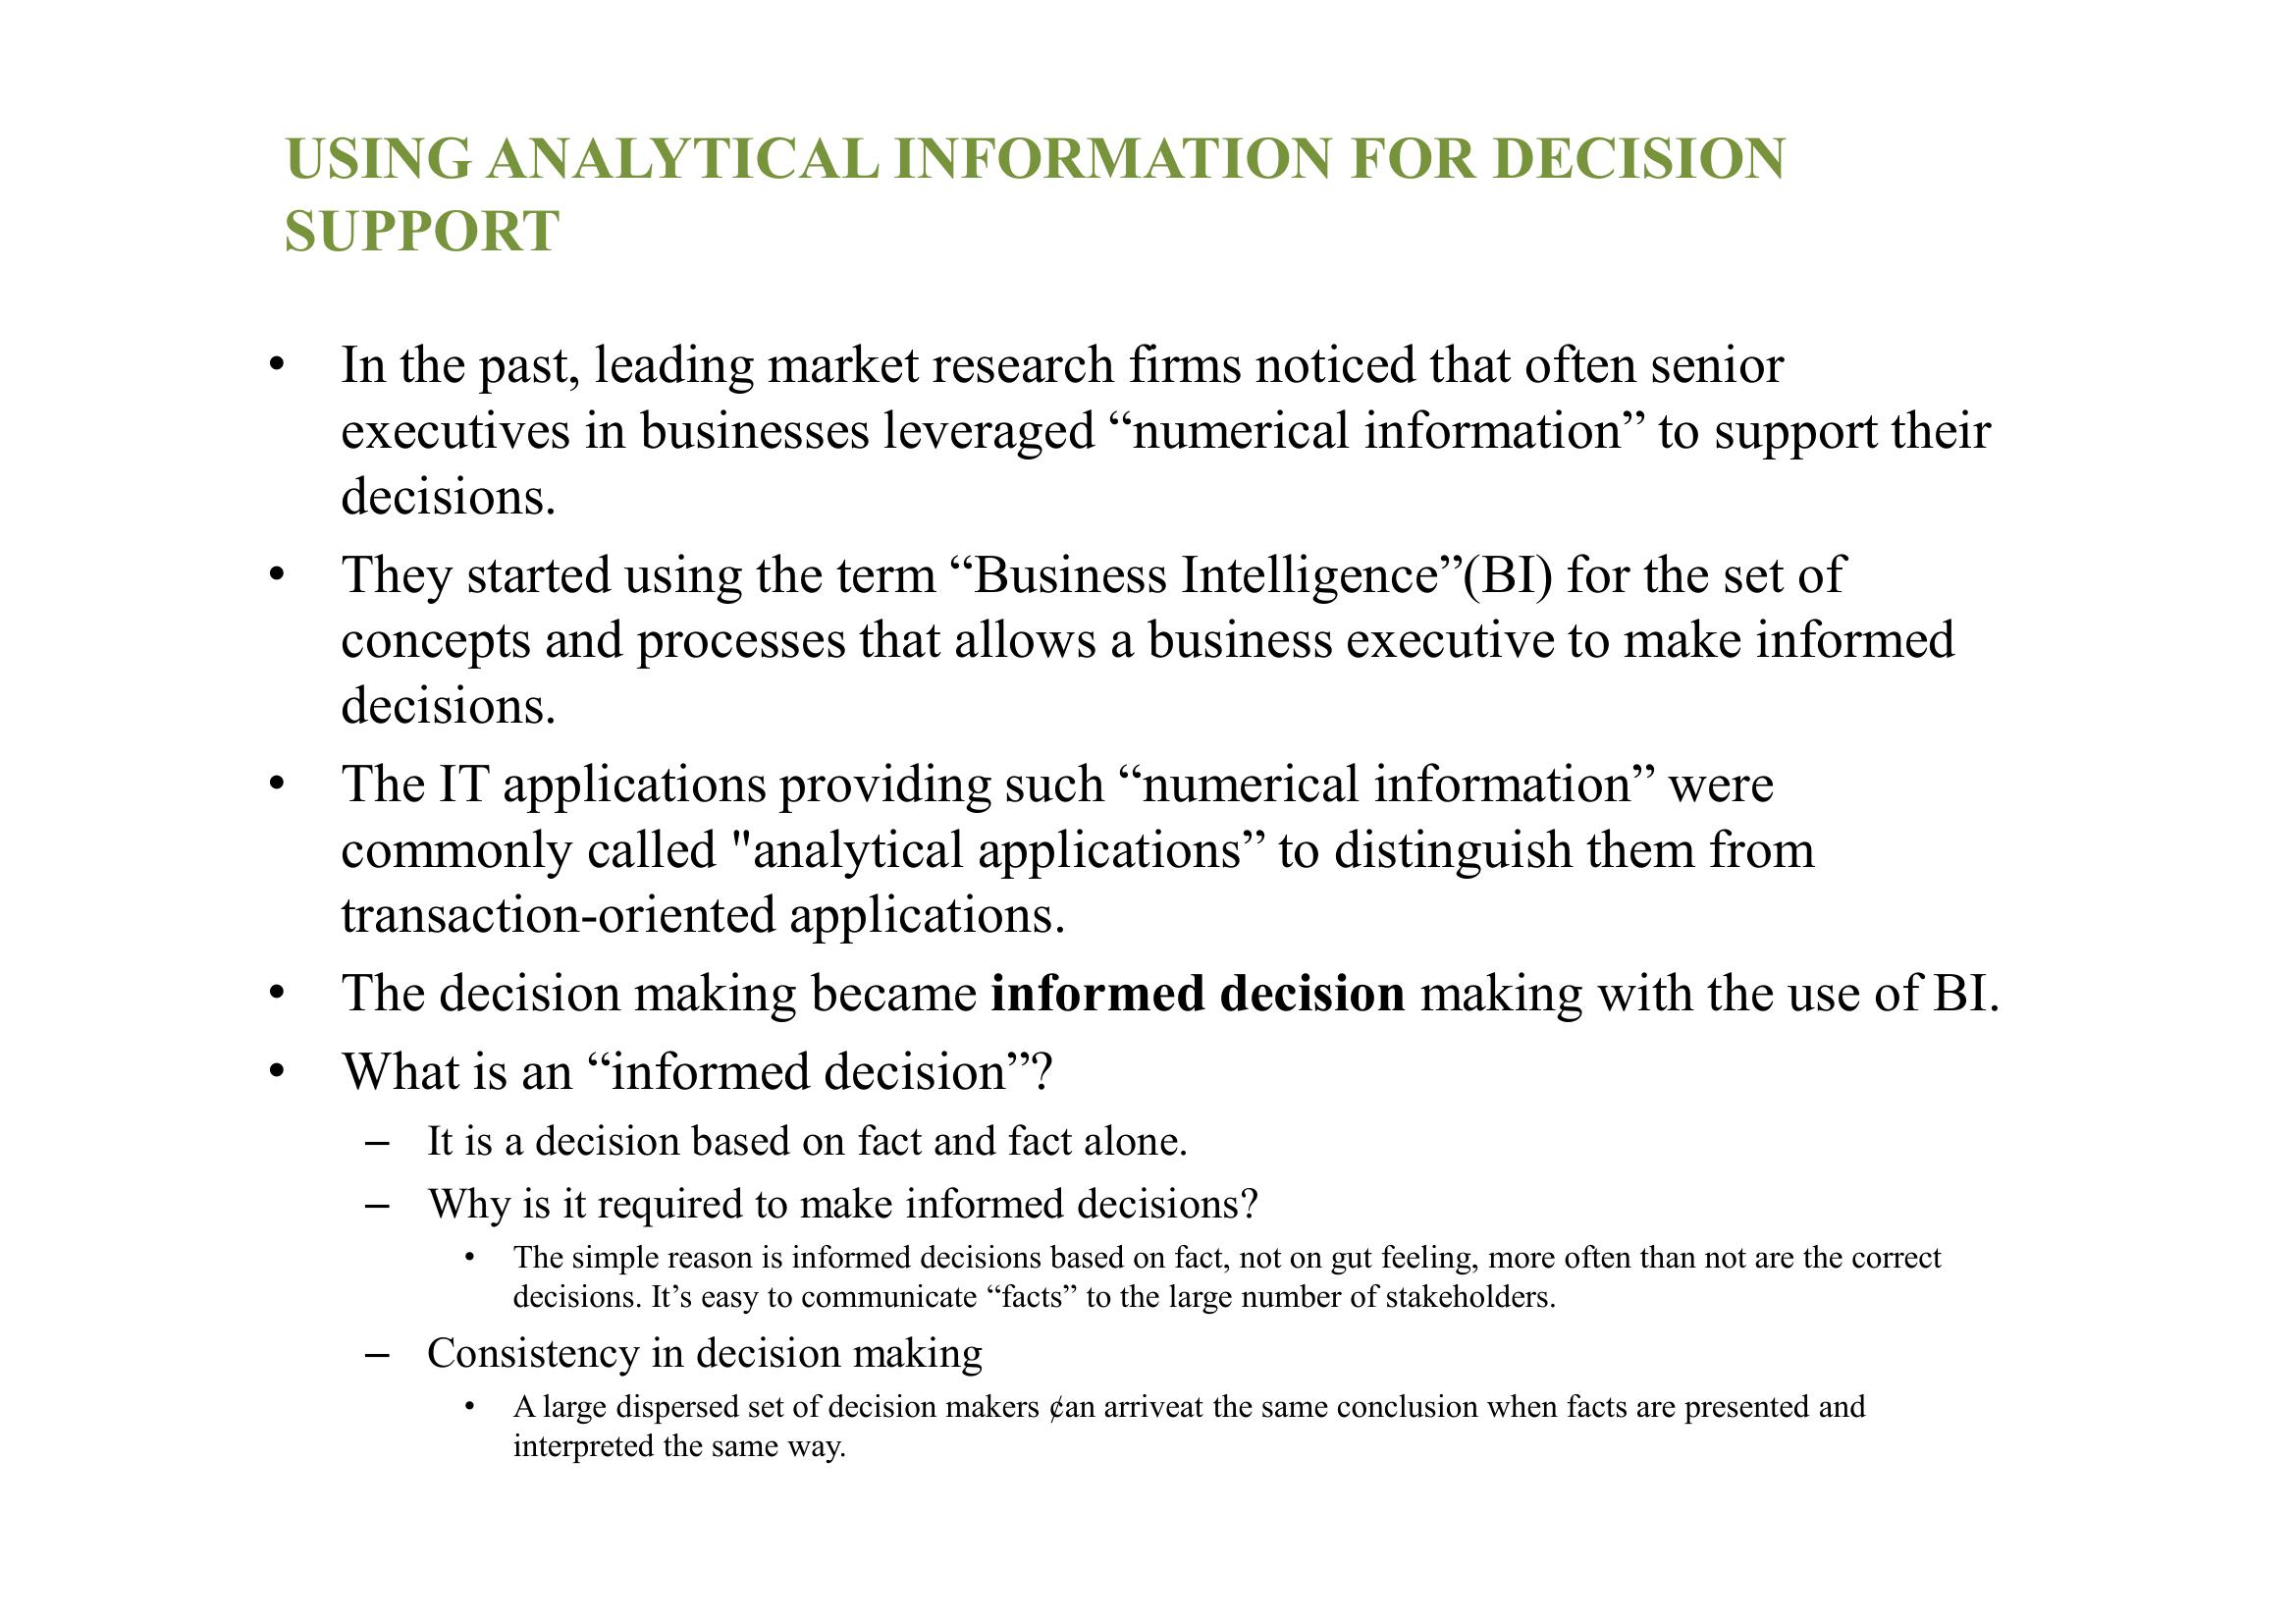 USING ANALYTICAL INFORMATION FOR DECISION
SUPPORT
• In the past, leading market research firms noticed that often senior
executives in businesses leveraged “numerical information” to support their
decisions.
• They started using the term “Business Intelligence”(BI) for the set of
concepts and processes that allows a business executive to make informed
decisions.
• The IT applications providing such “numerical information” were
commonly called "analytical applications” to distinguish them from
transaction-oriented applications.
• The decision making became informed decision making with the use of BI.
• What is an “informed decision”?
– It is a decision based on fact and fact alone.
– Why is it required to make informed decisions?
• The simple reason is informed decisions based on fact, not on gut feeling, more often than not are the correct
decisions. It’s easy to communicate “facts” to the large number of stakeholders.
– Consistency in decision making
• A large dispersed set of decision makers ¢an arriveat the same conclusion when facts are presented and
interpreted the same way.